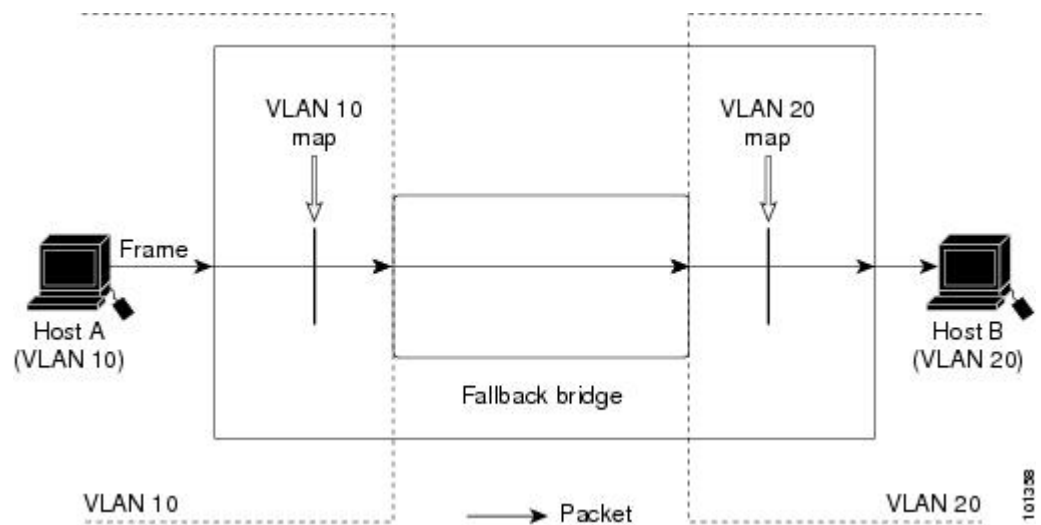 VLAN 10
map
VLAN 20
map
Frame
Host A
(VLAN 10)
Host B
(VLAN 20)
Fallback bridge
VLAN 10
Packet
VLAN 20
101358